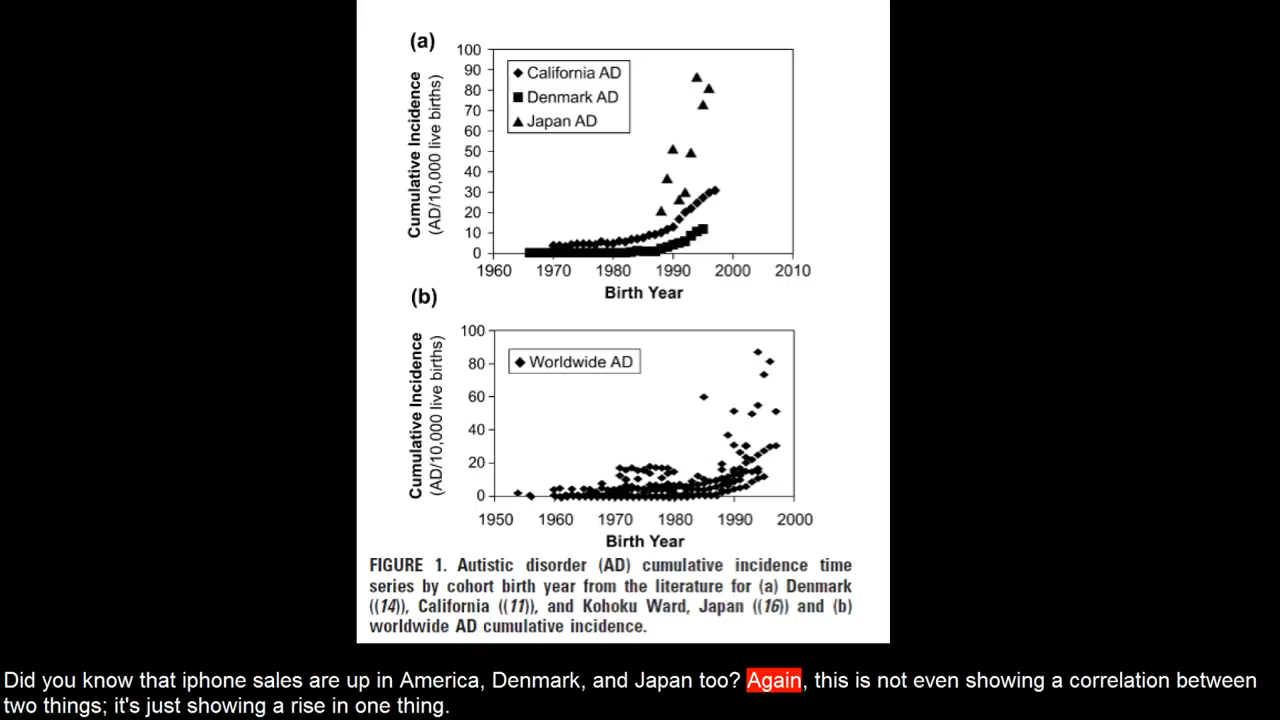 (a)
100
90
80
70
60
50
40
30
20
10
0
Cumulative Incidence
(AD/10,000 live births)
California AD
Denmark AD
Japan AD
1960 1970 1980 1990 2000 2010
Birth Year
(b)
100
80
60
40
20
0
Cumulative Incidence
(AD/10,000 live births)
Worldwide AD
1950 1960 1970 1980 1990 2000
Birth Year
FIGURE 1. Autistic disorder (AD) cumulative incidence time
series by cohort birth year from the literature for (a) Denmark
((14)), California ((11)), and Kohoku Ward, Japan ((16)) and (b)
worldwide AD cumulative incidence.
Did you know that iphone sales are up in America, Denmark, and Japan too? Again, this is not even showing a correlation between
two things; it's just showing a rise in one thing.